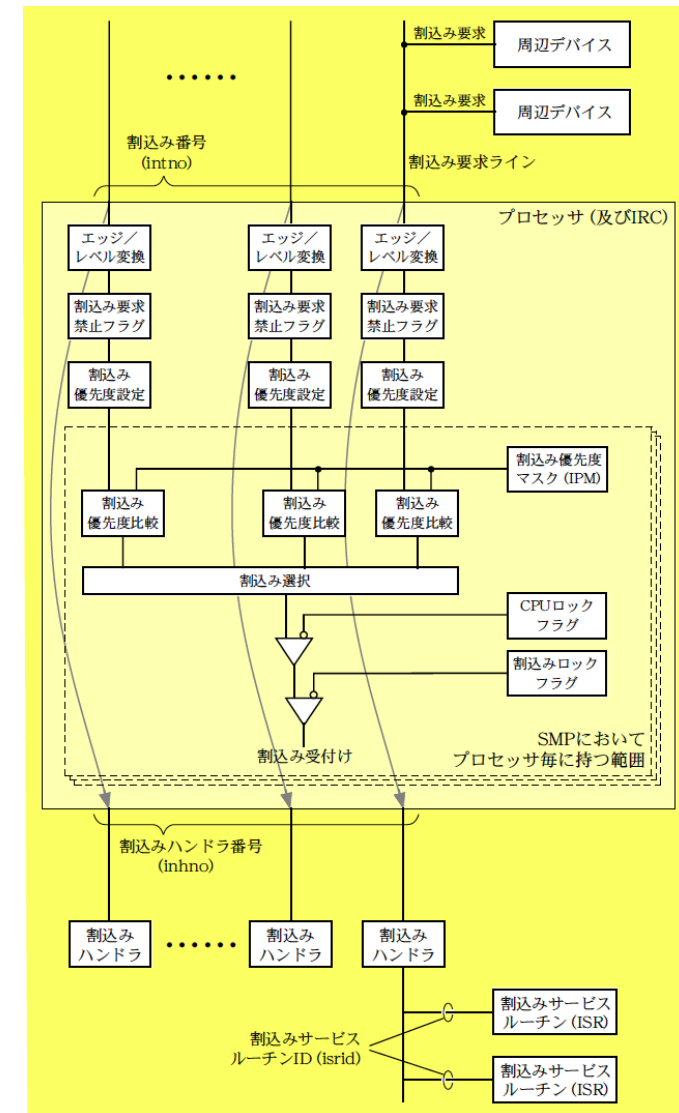 割込み要求
周辺デバイス
‥‥‥
割込み要求
周辺デバイス
割込み番号
(intno)
割込み要求ライン
プロセッサ (及びIRC)
エッジ／
レベル変換
エッジ／
レベル変換
エッジ／
レベル変換
割込み要求
禁止フラグ
割込み要求
禁止フラグ
割込み要求
禁止フラグ
割込み
優先度設定
割込み
優先度設定
割込み
優先度設定
割込み優先度
マスク (IPM)
割込み
優先度比較
割込み
優先度比較
割込み
優先度比較
割込み選択
CPUロック
フラグ
割込みロック
フラグ
割込み受付け
SMPにおいて
プロセッサ毎に持つ範囲
割込みハンドラ番号
(inhno)
割込み
ハンドラ
‥‥‥
割込み
ハンドラ
割込み
ハンドラ
割込みサービス
ルーチン (ISR)
割込みサービス
ルーチンID (isrid)
割込みサービス
ルーチン (ISR)